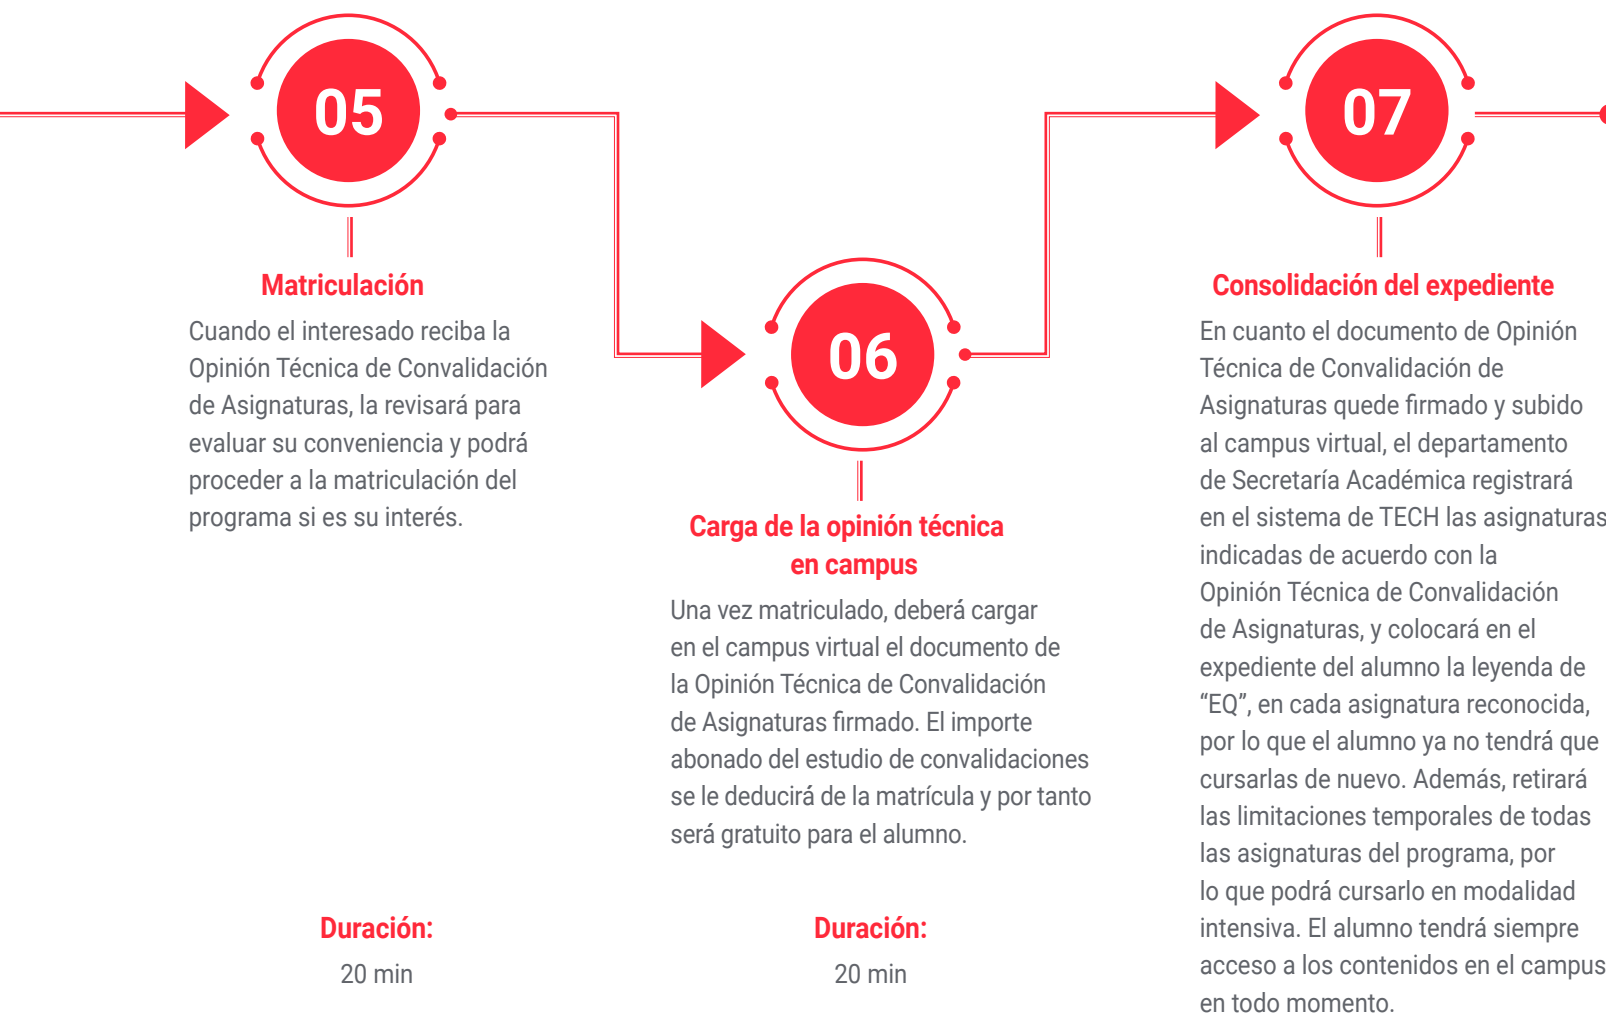 05
Matriculación
Cuando el interesado reciba la
Opinión Técnica de Convalidación
de Asignaturas, la revisará para
evaluar su conveniencia y podrá
proceder a la matriculación del
programa si es su interés.
Duración:
20 min
06
Carga de la opinión técnica
en campus
Una vez matriculado, deberá cargar
en el campus virtual el documento de
la Opinión Técnica de Convalidación
de Asignaturas firmado. El importe
abonado del estudio de convalidaciones
se le deducirá de la matrícula y por tanto
será gratuito para el alumno.
Duración:
20 min
07
Consolidación del expediente
En cuanto el documento de Opinión
Técnica de Convalidación de
Asignaturas quede firmado y subido
al campus virtual, el departamento
de Secretaría Académica registrará
en el sistema de TECH las asignaturas
indicadas de acuerdo con la
Opinión Técnica de Convalidación
de Asignaturas, y colocará en el
expediente del alumno la leyenda de
“EQ”, en cada asignatura reconocida,
por lo que el alumno ya no tendrá que
cursarlas de nuevo. Además, retirará
las limitaciones temporales de todas
las asignaturas del programa, por
lo que podrá cursarlo en modalidad
intensiva. El alumno tendrá siempre
acceso a los contenidos en el campus
en todo momento.